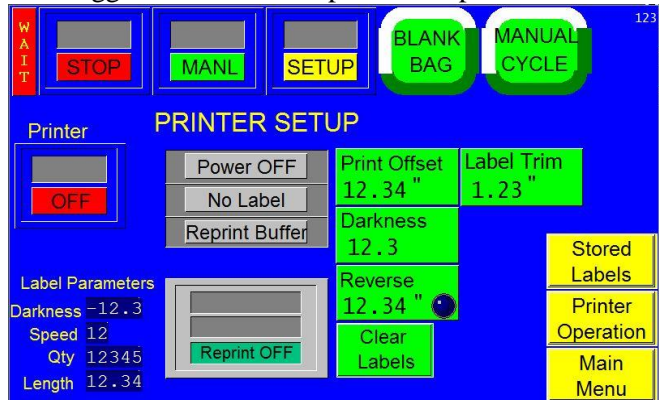 WAIT
STOP
MANL
SETUP
BLANK
BAG
MANUAL
CYCLE
123
Printer
PRINTER SETUP
OFF
Power OFF
No Label
Reprint Buffer
Print Offset
12.34 "
Label Trim
1.23 "
Darkness
12.3
Reverse
12.34 "
Clear
Labels
Label Parameters
Darkness -12.3
Speed 12
Qty 12345
Length 12.34
Reprint OFF
Stored
Labels
Printer
Operation
Main
Menu